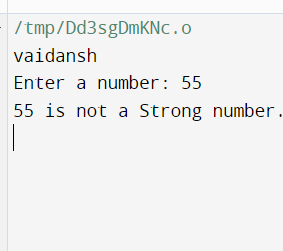 /tmp/Dd3sgDmKNc.o
vaidansh
Enter a number: 55
55 is not a Strong number.